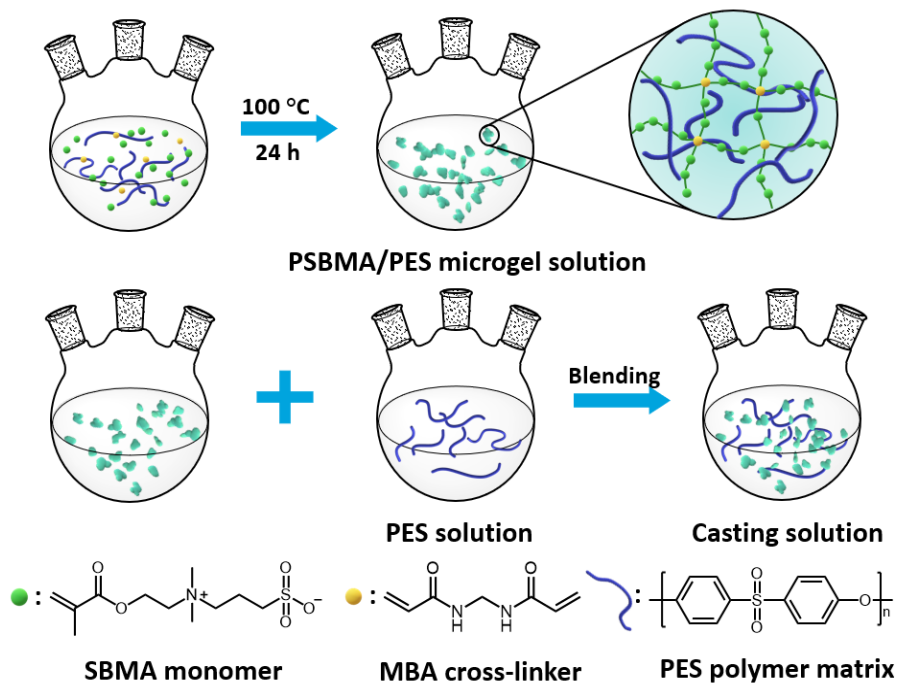 100 °C
24 h
PSBMA/PES microgel solution
+
Blending
PES solution
Casting solution
: O O N+ O S O O−
: O N H N H O
: O S O O n
SBMA monomer
MBA cross-linker
PES polymer matrix